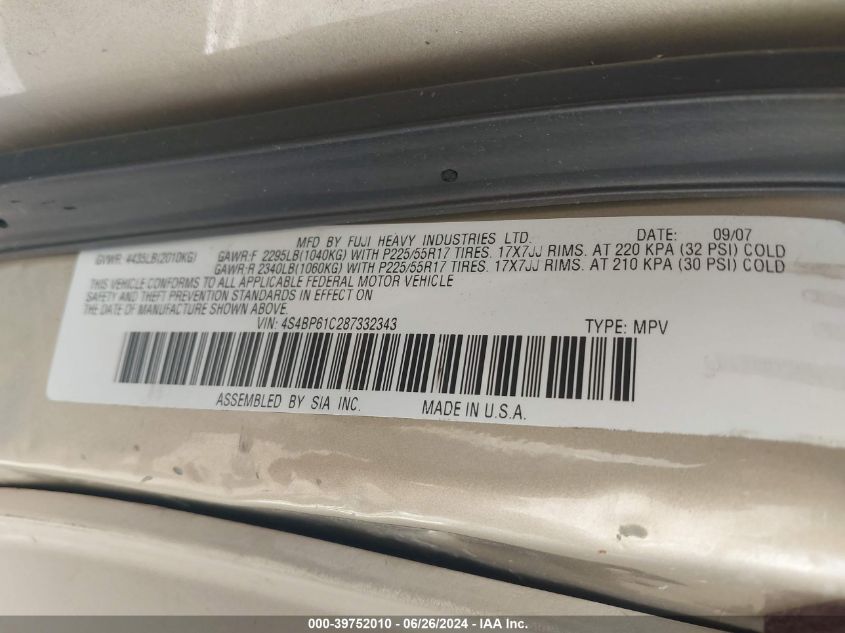 MFD BY FUJI HEAVY INDUSTRIES LTD. DATE: 09/07
GVWR: 4435LB(2010KG) GAWR:F 2295LB(1040KG) WITH P225/55R17 TIRES. 17X7JJ RIMS. AT 220 KPA (32 PSI) COLD
GAWR:R 2340LB(1060KG) WITH P225/55R17 TIRES. 17X7JJ RIMS. AT 210 KPA (30 PSI) COLD
THIS VEHICLE CONFORMS TO ALL APPLICABLE FEDERAL MOTOR VEHICLE
SAFETY AND THEFT PREVENTION STANDARDS IN EFFECT ON
THE DATE OF MANUFACTURE SHOWN ABOVE.
VIN: 4S4BP61C287332343 TYPE: MPV
ASSEMBLED BY SIA INC. MADE IN U.S.A.
000-39752010 - 06/26/2024 - IAA Inc.